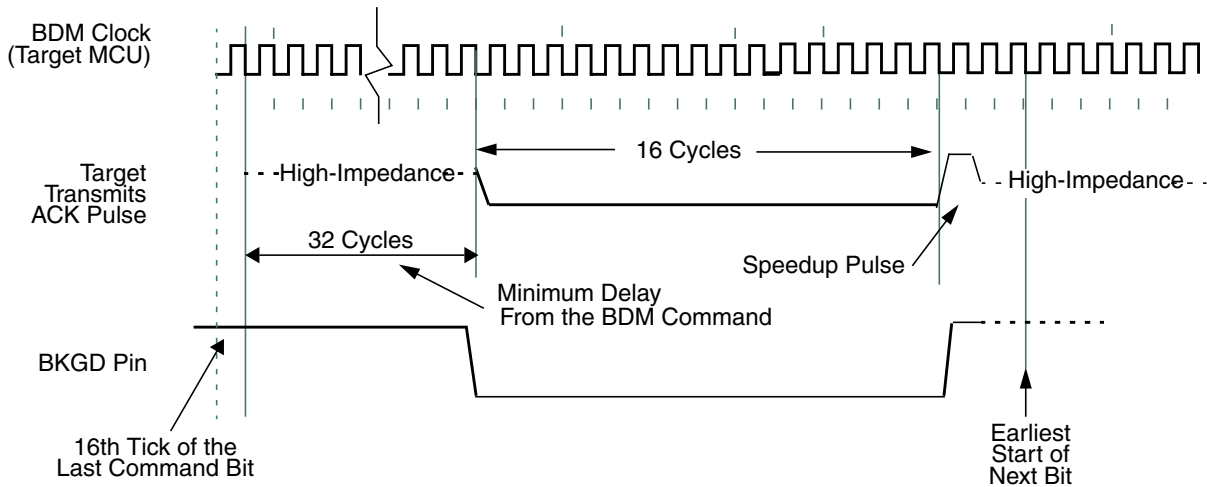 BDM Clock
(Target MCU)
16 Cycles
Target
Transmits
ACK Pulse
High-Impedance
High-Impedance
32 Cycles
Speedup Pulse
Minimum Delay
From the BDM Command
BKGD Pin
16th Tick of the
Last Command Bit
Earliest
Start of
Next Bit